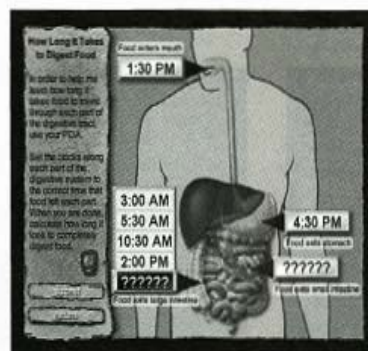 How Long It Takes
to Digest Food
In order to help me
learn how long it
takes food to travel
through each part of
the digestive tract,
use your PDA.
Set the clocks along
each part of the
digestive system to
the correct time that
food left each part.
When you are done,
calculate how long it
took to completely
digest food.
Food enters mouth
1:30 PM
3:00 AM
5:30 AM
10:30 AM
2:00 PM
??????
Food exits large intestine
4:30 PM
Food exits stomach
??????
Food exits small intestine